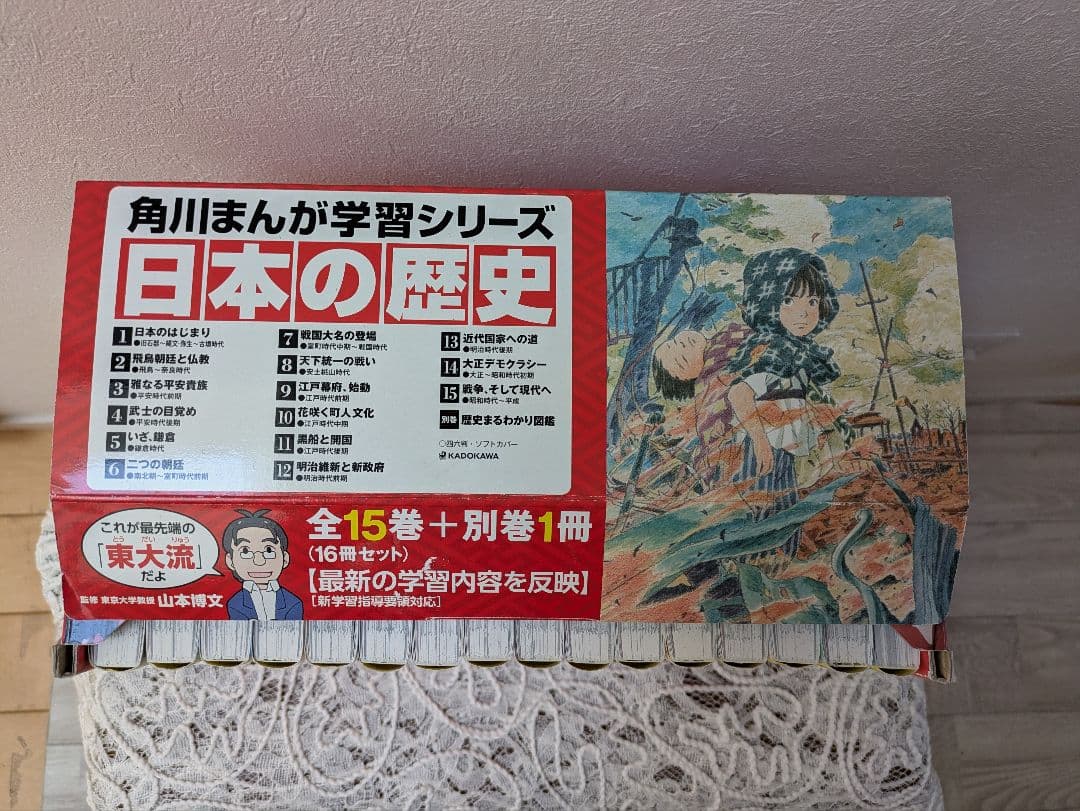 角川まんが学習シリーズ
日本の歴史
1 日本のはじまり
●旧石器～縄文・弥生～古墳時代
2 飛鳥朝廷と仏教
●飛鳥～奈良時代
3 雅なる平安貴族
●平安時代前期
4 武士の目覚め
●平安時代後期
5 いざ、鎌倉
●鎌倉時代
6 二つの朝廷
●南北朝～室町時代前期
7 戦国大名の登場
●室町時代中期～戦国時代
8 天下統一の戦い
●安土桃山時代
9 江戸幕府、始動
●江戸時代前期
10 花咲く町人文化
●江戸時代中期
11 黒船と開国
●江戸時代後期
12 明治維新と新政府
●明治時代前期
13 近代国家への道
●明治時代後期
14 大正デモクラシー
●大正～昭和時代初期
15 戦争、そして現代へ
●昭和時代～平成
別巻 歴史まるわかり図鑑
○四六判・ソフトカバー
KADOKAWA
これが最先端の
とう だい りゅう
「東大流」
だよ
監修 東京大学教授 山本博文
全15巻＋別巻1冊
（16冊セット）
【最新の学習内容を反映】
［新学習指導要領対応］